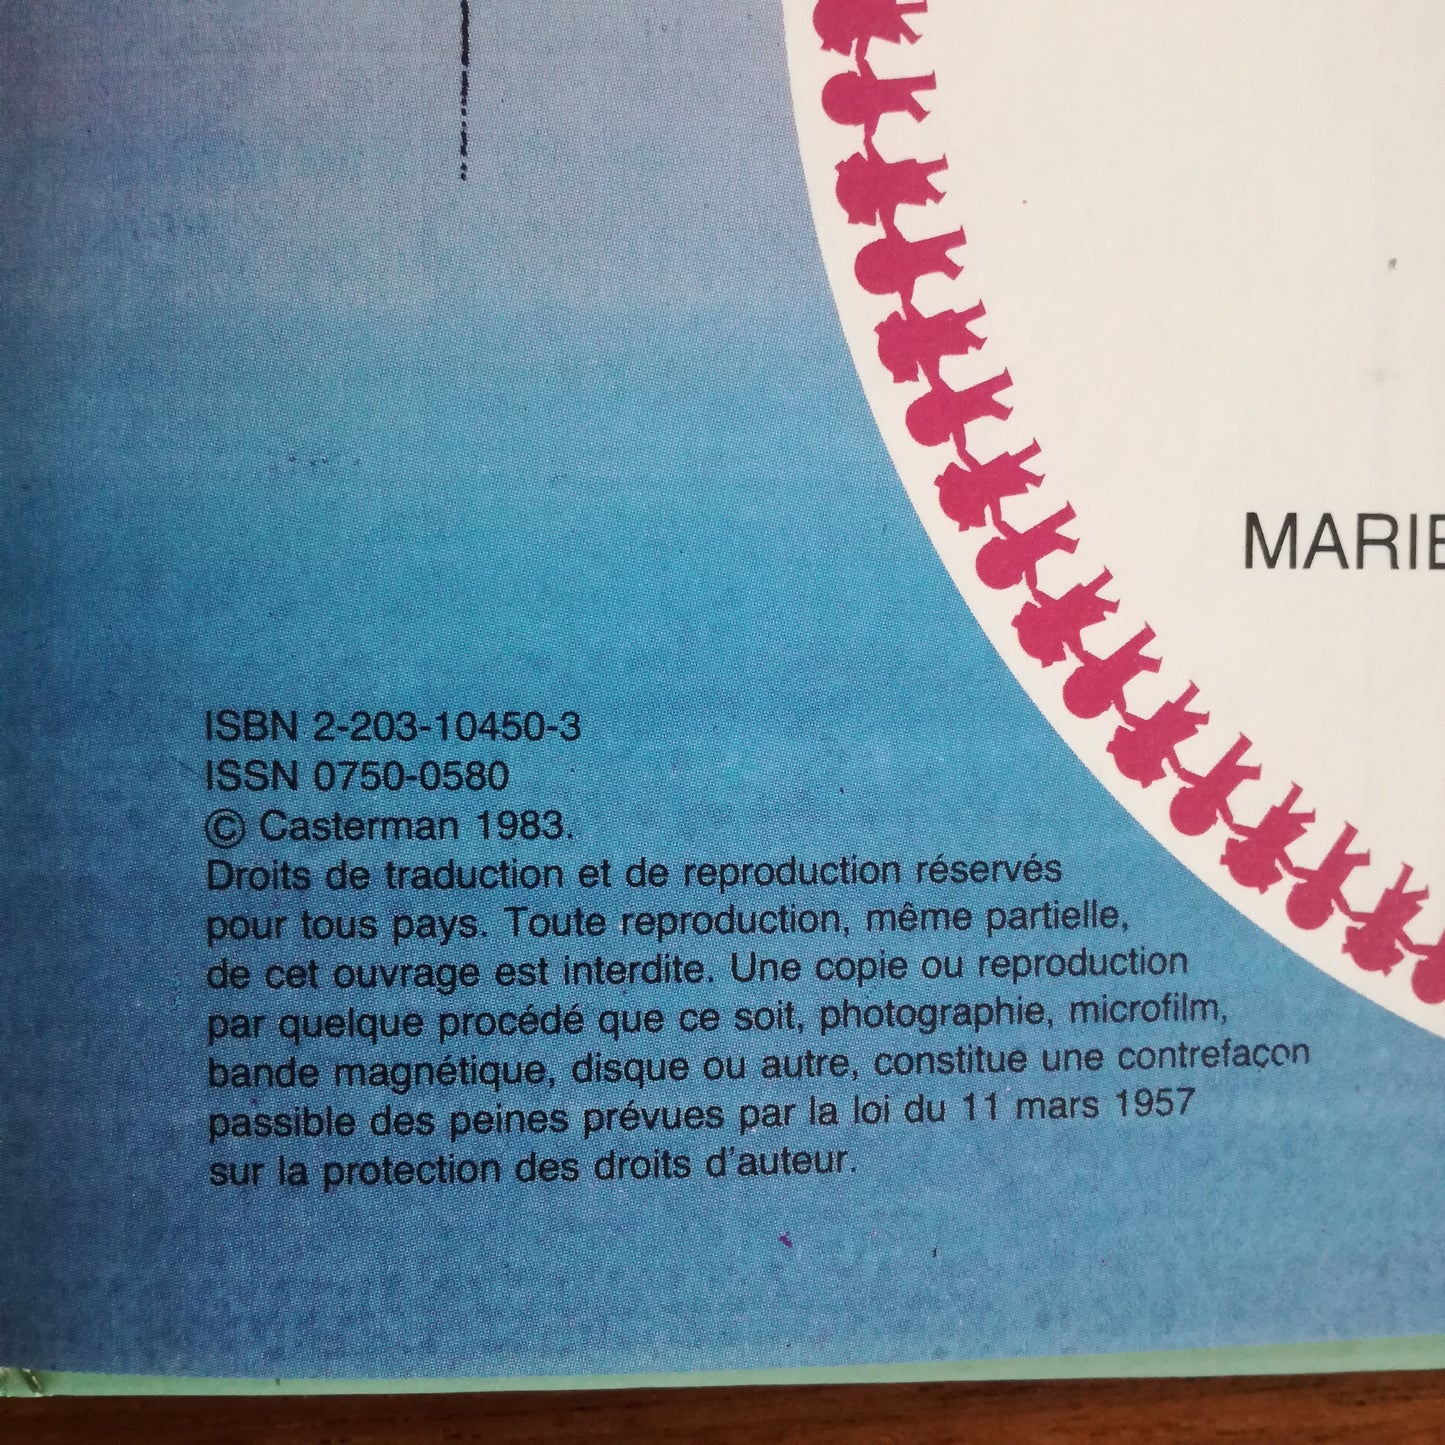 MARIE
ISBN 2-203-10450-3
ISSN 0750-0580
© Casterman 1983.
Droits de traduction et de reproduction réservés
pour tous pays. Toute reproduction, même partielle,
de cet ouvrage est interdite. Une copie ou reproduction
par quelque procédé que ce soit, photographie, microfilm,
bande magnétique, disque ou autre, constitue une contrefaçon
passible des peines prévues par la loi du 11 mars 1957
sur la protection des droits d'auteur.